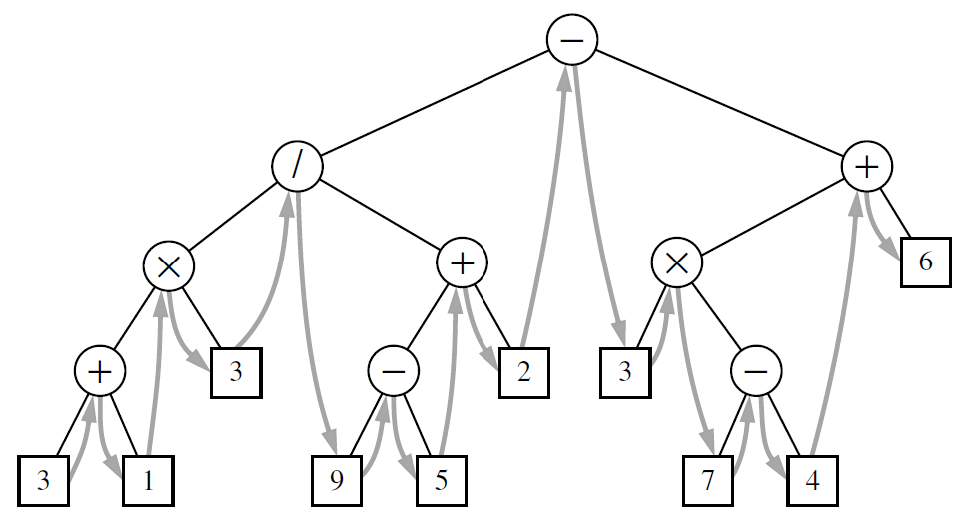 −
/ +
× + × 6
+ 3 − 2 3 −
3 1 9 5 7 4